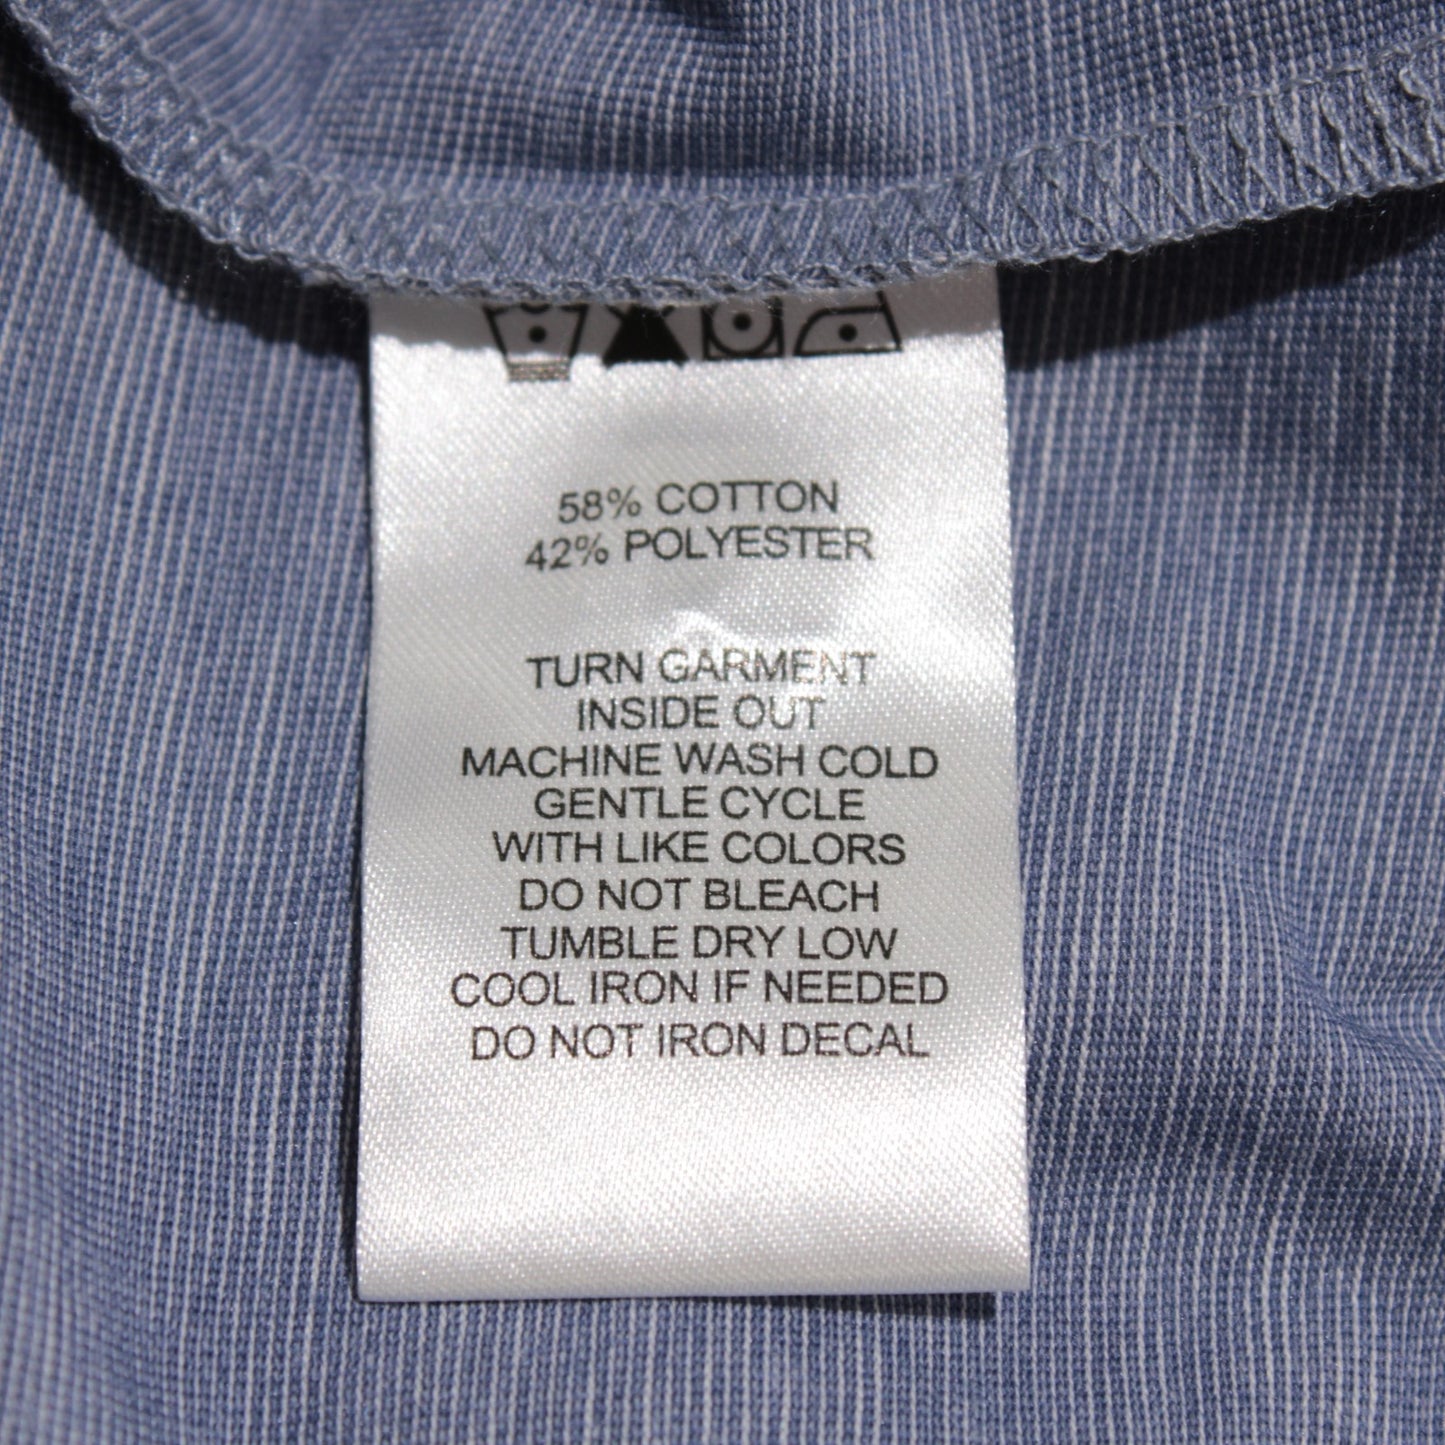 58% COTTON
42% POLYESTER
TURN GARMENT
INSIDE OUT
MACHINE WASH COLD
GENTLE CYCLE
WITH LIKE COLORS
DO NOT BLEACH
TUMBLE DRY LOW
COOL IRON IF NEEDED
DO NOT IRON DECAL